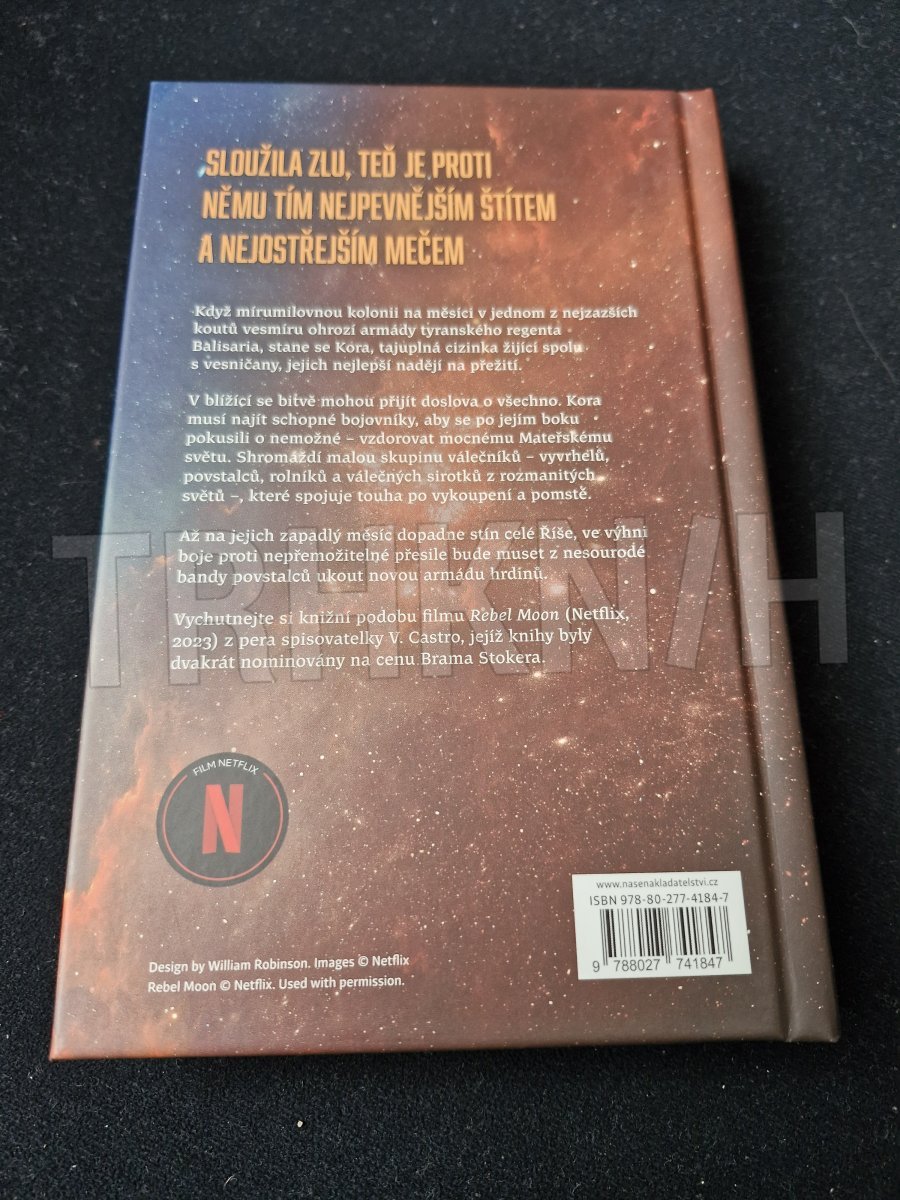 SLOUŽILA ZLU, TEĎ JE PROTI
NĚMU TÍM NEJPEVNĚJŠÍM ŠTÍTEM
A NEJOSTŘEJŠÍM MEČEM
Když mírumilovnou kolonii na měsíci v jednom z nejzazších
koutů vesmíru ohrozí armády tyranského regenta
Balisaria, stane se Kora, tajuplná cizinka žijící spolu
s vesničany, jejich nejlepší nadějí na přežití.
V blížící se bitvě mohou přijít doslova o všechno. Kora
musí najít schopné bojovníky, aby se po jejím boku
pokusili o nemožné – vzdorovat mocnému Mateřskému
světu. Shromáždí malou skupinu válečníků – vyvrhelů,
povstalců, rolníků a válečných sirotků z rozmanitých
světů –, které spojuje touha po vykoupení a pomstě.
Až na jejich zapadlý měsíc dopadne stín celé Říše, ve výhni
boje proti nepřemožitelné přesile bude muset z nesourodé
bandy povstalců ukout novou armádu hrdinů.
Vychutnejte si knižní podobu filmu Rebel Moon (Netflix,
2023) z pera spisovatelky V. Castro, jejíž knihy byly
dvakrát nominovány na cenu Brama Stokera.
TRHKNIH
FILM NETFLIX
N
www.nasenakladatelstvi.cz
ISBN 978-80-277-4184-7
9 788027 741847
Design by William Robinson. Images © Netflix
Rebel Moon © Netflix. Used with permission.